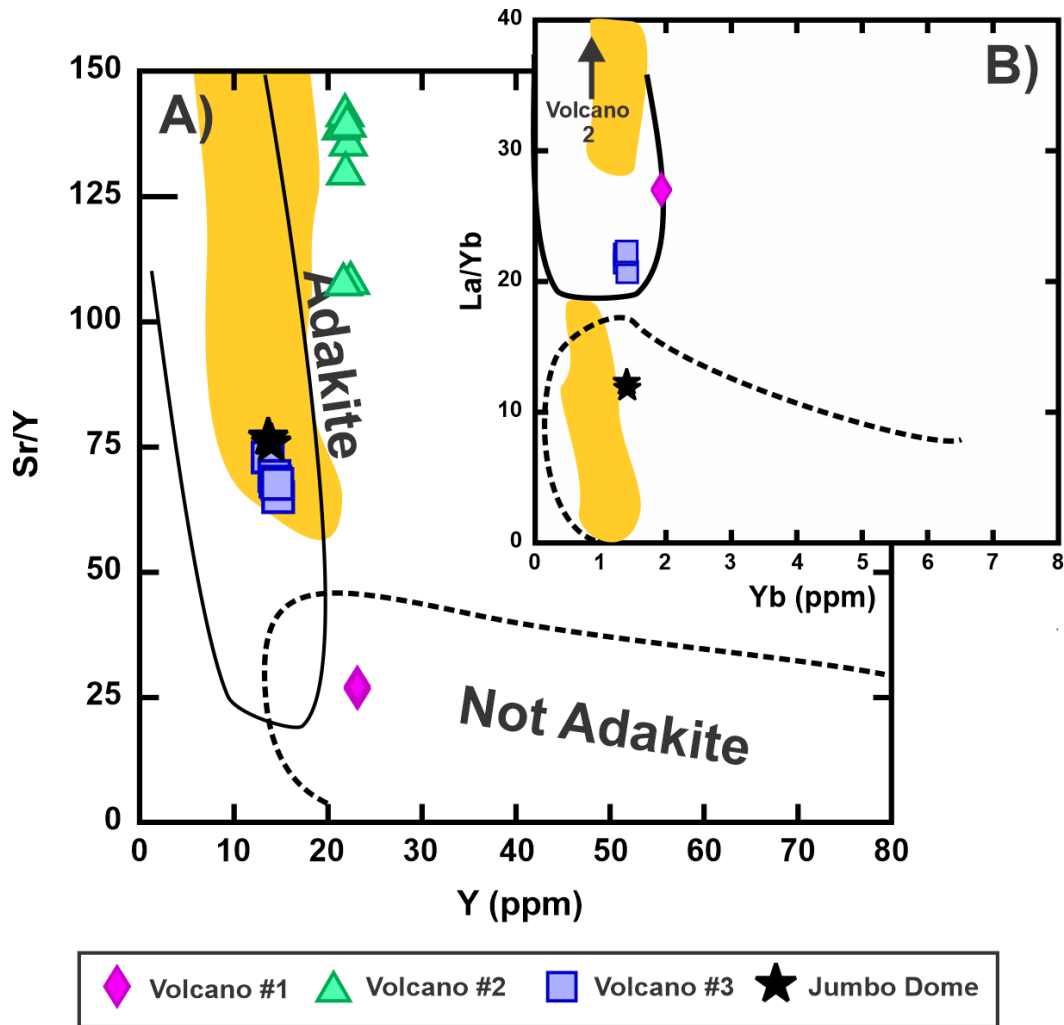 A)
150
125
100
75
50
25
0
Sr/Y
0 10 20 30 40 50 60 70 80
Y (ppm)
Adakite
Not Adakite
B)
40
30
20
10
0
La/Yb
Volcano
2
0 1 2 3 4 5 6 7 8
Yb (ppm)
Volcano #1 Volcano #2 Volcano #3 Jumbo Dome